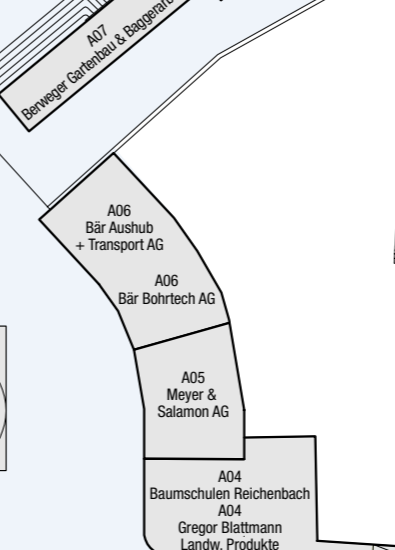 A07
Berweger Gartenbau & Baggerarb
A06
Bär Aushub
+ Transport AG
A06
Bär Bohrtech AG
A05
Meyer &
Salamon AG
A04
Baumschulen Reichenbach
A04
Gregor Blattmann
Landw. Produkte